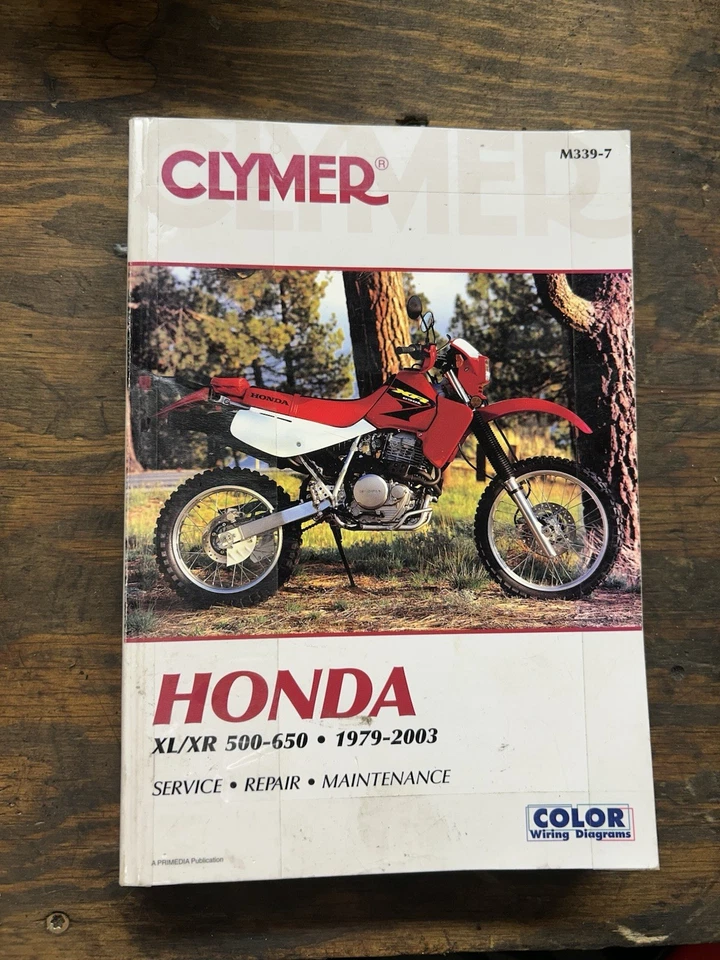 CLYMER®
M339-7
HONDA
XR
HONDA
XL/XR 500-650 • 1979-2003
SERVICE • REPAIR • MAINTENANCE
COLOR
Wiring Diagrams
A PRIMEDIA Publication